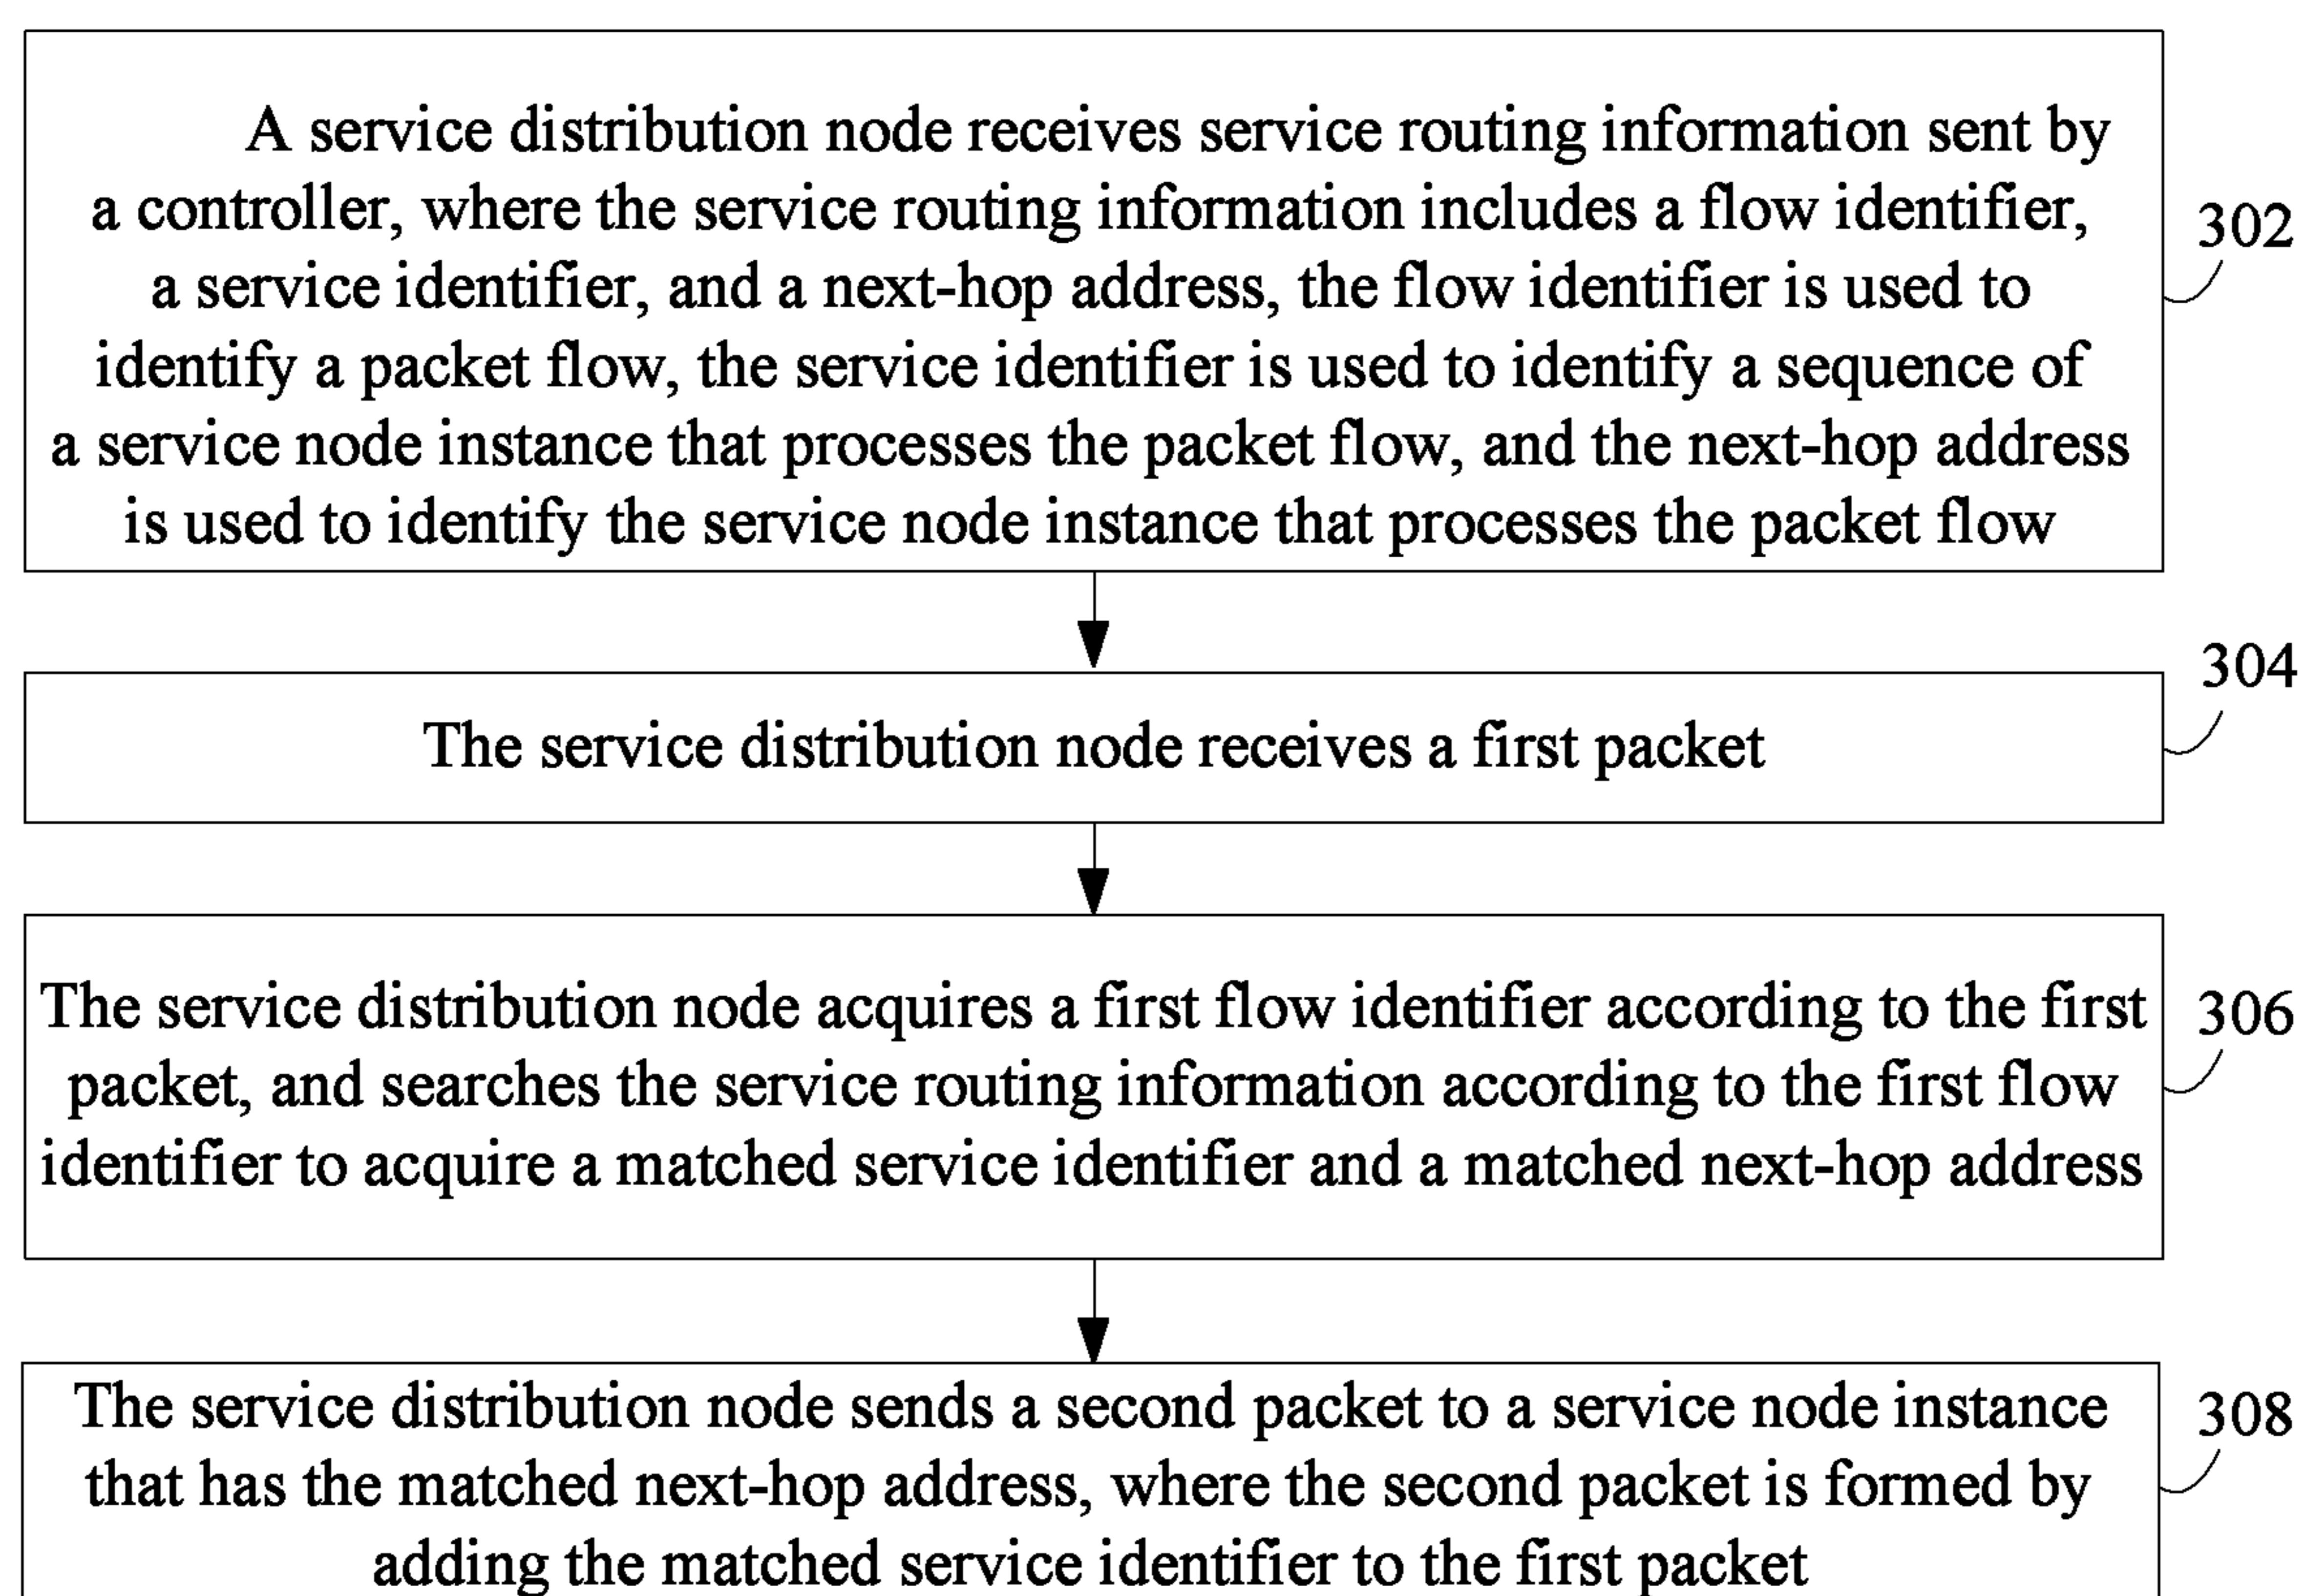 A service distribution node receives service routing information sent by
a controller, where the service routing information includes a flow identifier,
a service identifier, and a next-hop address, the flow identifier is used to
identify a packet flow, the service identifier is used to identify a sequence of
a service node instance that processes the packet flow, and the next-hop address
is used to identify the service node instance that processes the packet flow
302
The service distribution node receives a first packet
304
The service distribution node acquires a first flow identifier according to the first
packet, and searches the service routing information according to the first flow
identifier to acquire a matched service identifier and a matched next-hop address
306
The service distribution node sends a second packet to a service node instance
that has the matched next-hop address, where the second packet is formed by
adding the matched service identifier to the first packet
308